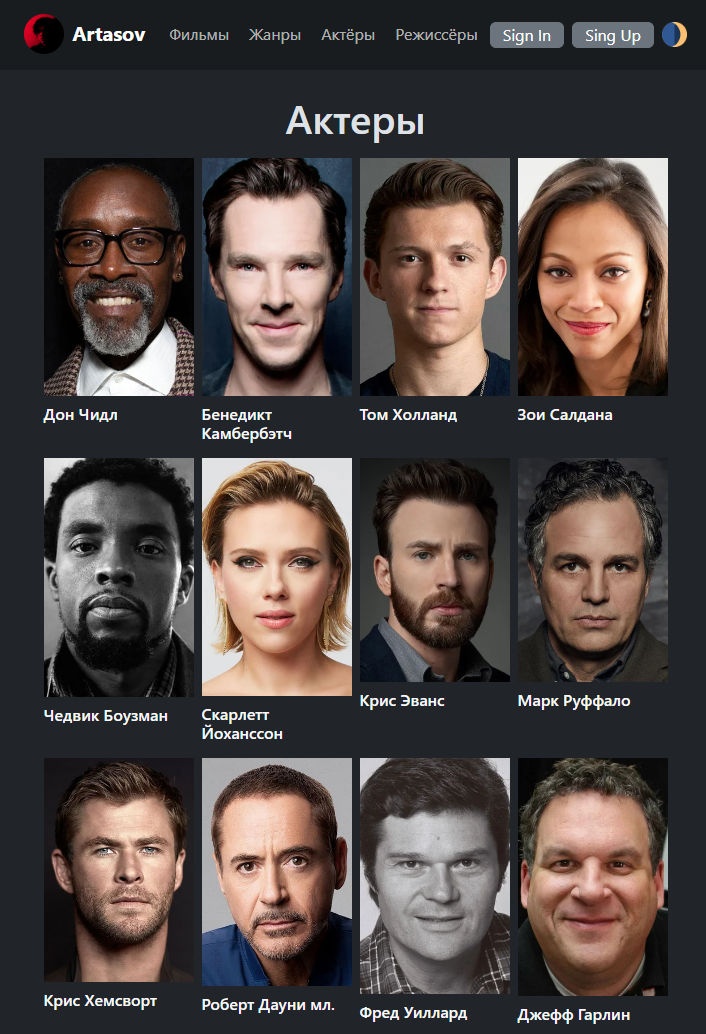 Artasov Фильмы Жанры Актёры Режиссёры Sign In Sing Up
Актеры
Дон Чидл
Бенедикт
Камбербэтч
Том Холланд
Зои Салдана
Чедвик Боузман
Скарлетт
Йоханссон
Крис Эванс
Марк Руффало
Крис Хемсворт
Роберт Дауни мл.
Фред Уиллард
Джефф Гарлин